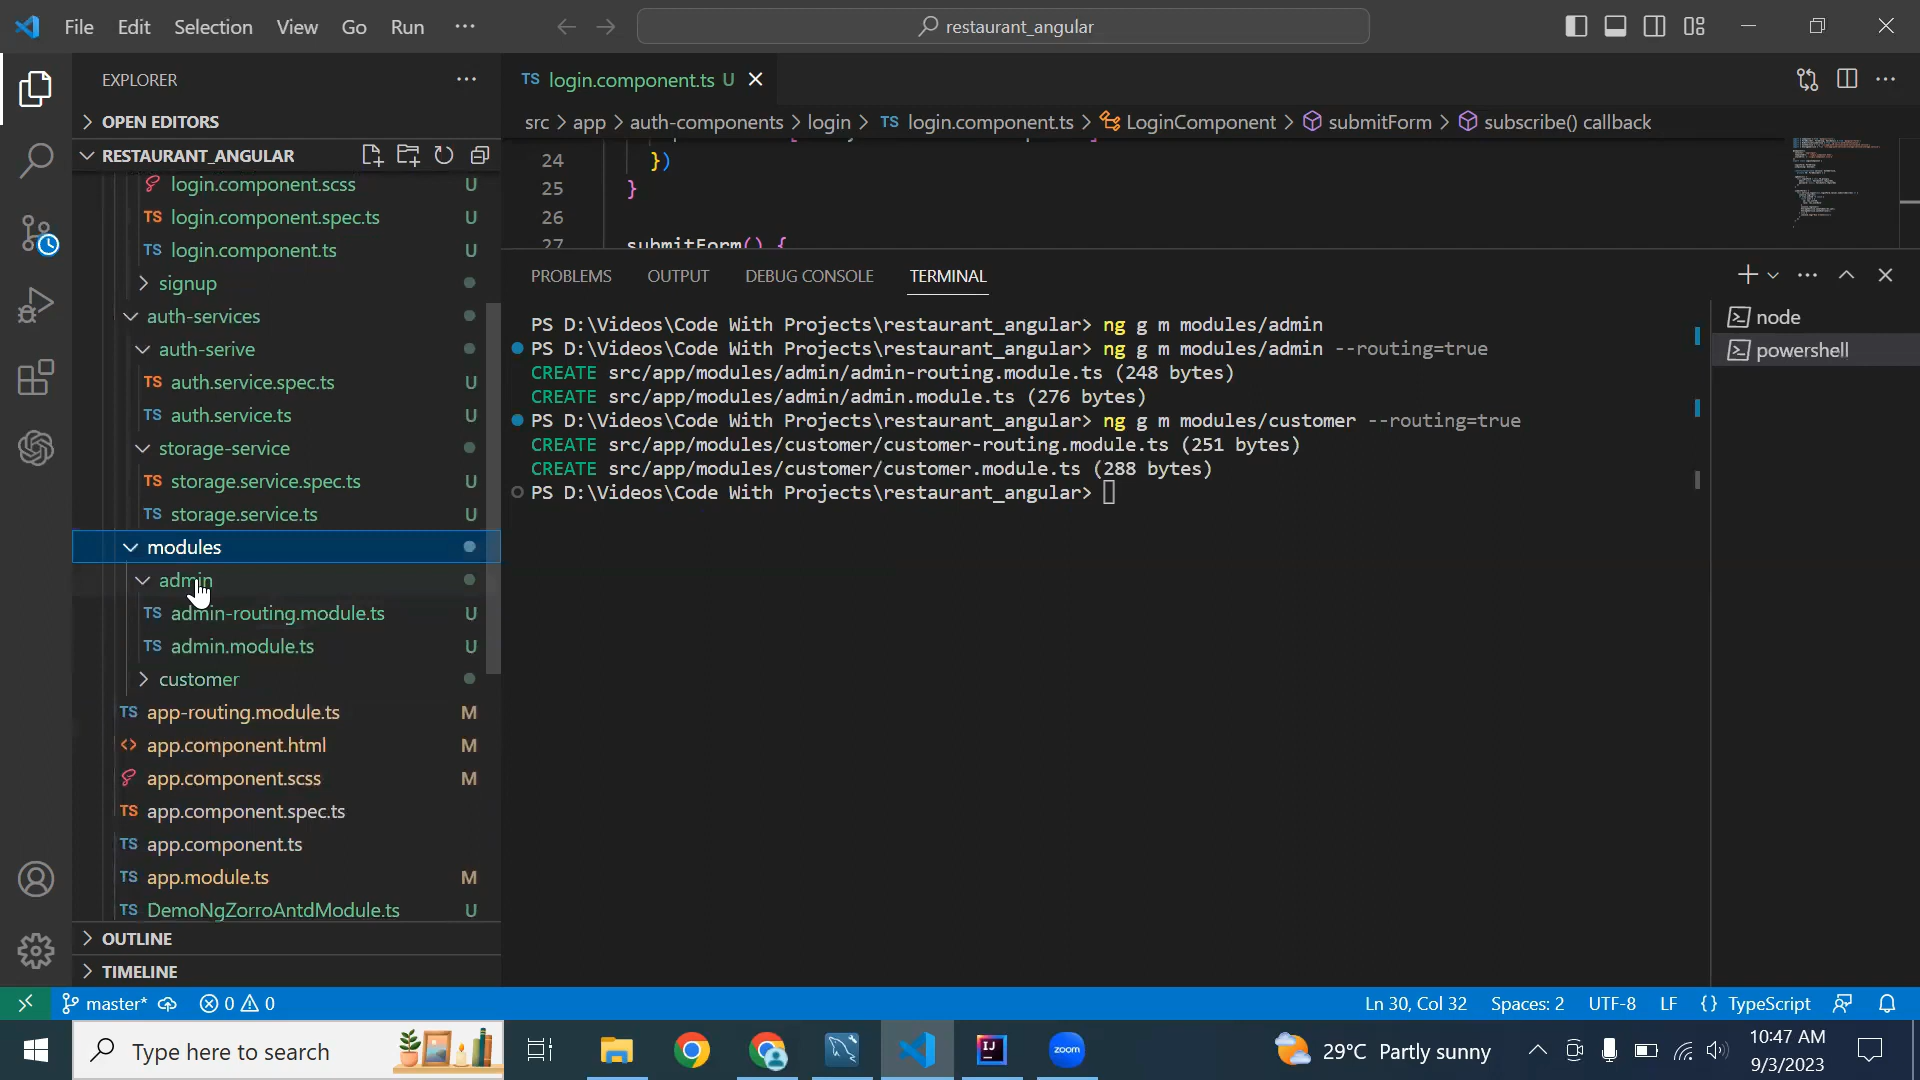 File Edit Selection View Go Run ···
restaurant_angular
EXPLORER
OPEN EDITORS
RESTAURANT_ANGULAR
login.component.scss U
TS login.component.spec.ts U
TS login.component.ts U
signup
auth-services
auth-serive
TS auth.service.spec.ts U
TS auth.service.ts U
storage-service
TS storage.service.spec.ts U
TS storage.service.ts U
modules
admin
TS admin-routing.module.ts U
TS admin.module.ts U
customer
TS app-routing.module.ts M
<> app.component.html M
app.component.scss M
TS app.component.spec.ts
TS app.component.ts
TS app.module.ts M
TS DemoNgZorroAntdModule.ts U
OUTLINE
TIMELINE
TS login.component.ts U
src > app > auth-components > login > TS login.component.ts > LoginComponent > submitForm > subscribe() callback
24 })
25 }
26
27 submitForm() {
PROBLEMS OUTPUT DEBUG CONSOLE TERMINAL
PS D:\Videos\Code With Projects\restaurant_angular> ng g m modules/admin
PS D:\Videos\Code With Projects\restaurant_angular> ng g m modules/admin --routing=true
CREATE src/app/modules/admin/admin-routing.module.ts (248 bytes)
CREATE src/app/modules/admin/admin.module.ts (276 bytes)
PS D:\Videos\Code With Projects\restaurant_angular> ng g m modules/customer --routing=true
CREATE src/app/modules/customer/customer-routing.module.ts (251 bytes)
CREATE src/app/modules/customer/customer.module.ts (288 bytes)
PS D:\Videos\Code With Projects\restaurant_angular>
node
powershell
master* 0 0
Ln 30, Col 32 Spaces: 2 UTF-8 LF {} TypeScript
Type here to search
IJ
zoom
29°C Partly sunny
10:47 AM
9/3/2023